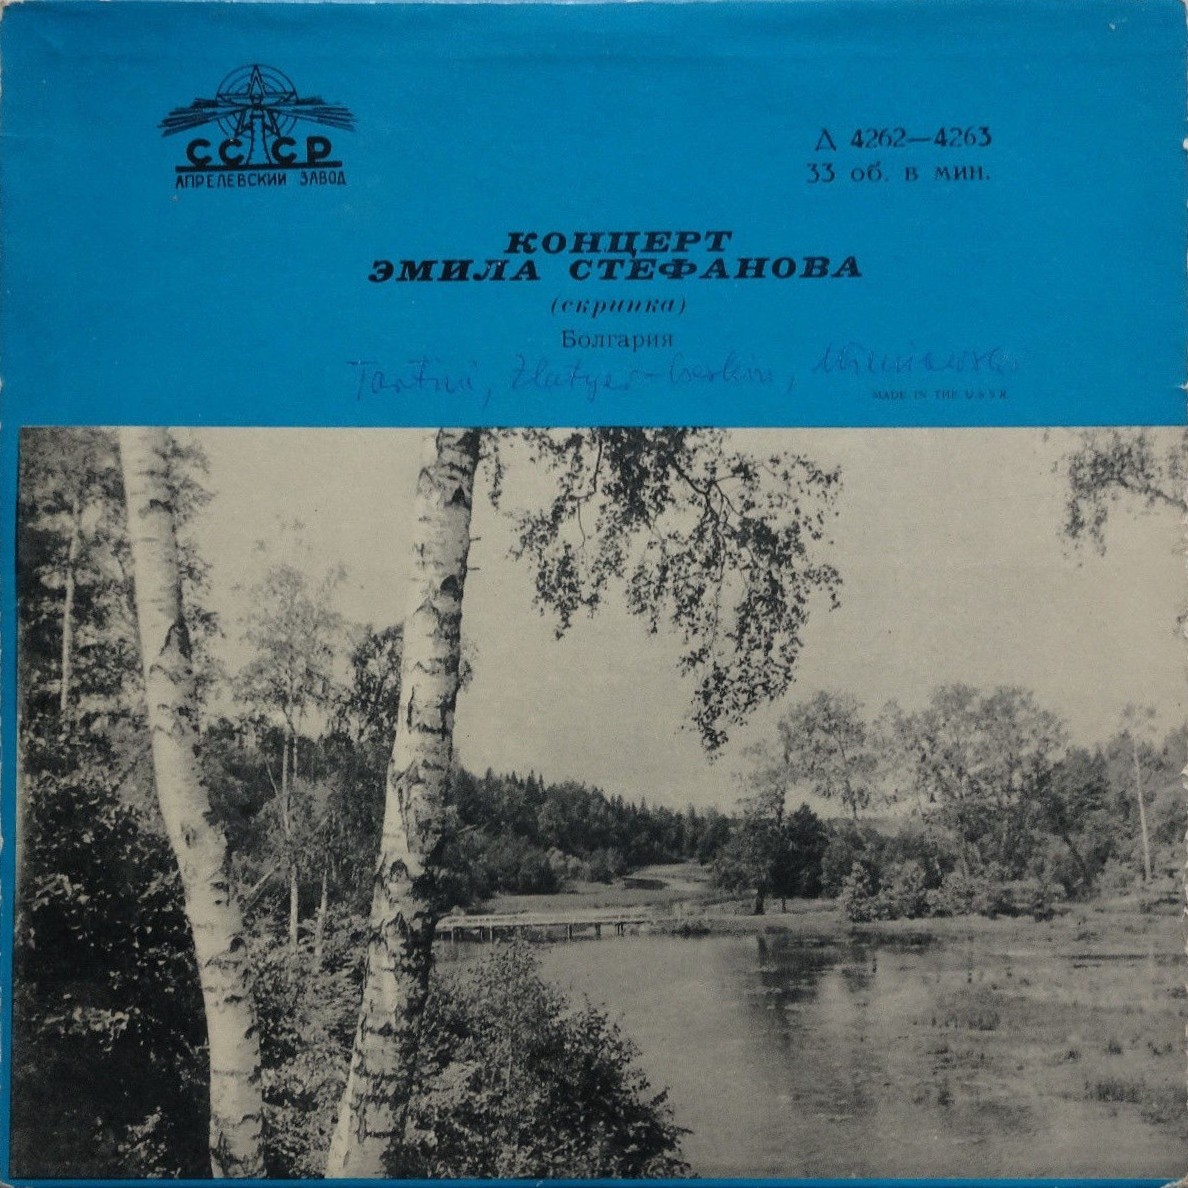 СССР
АПРЕЛЕВСКИЙ ЗАВОД
Д 4262—4263
33 об. в мин.
КОНЦЕРТ
ЭМИЛА СТЕФАНОВА
(скрипка)
Болгария
Tartini,
MADE IN THE U.S.S.R.